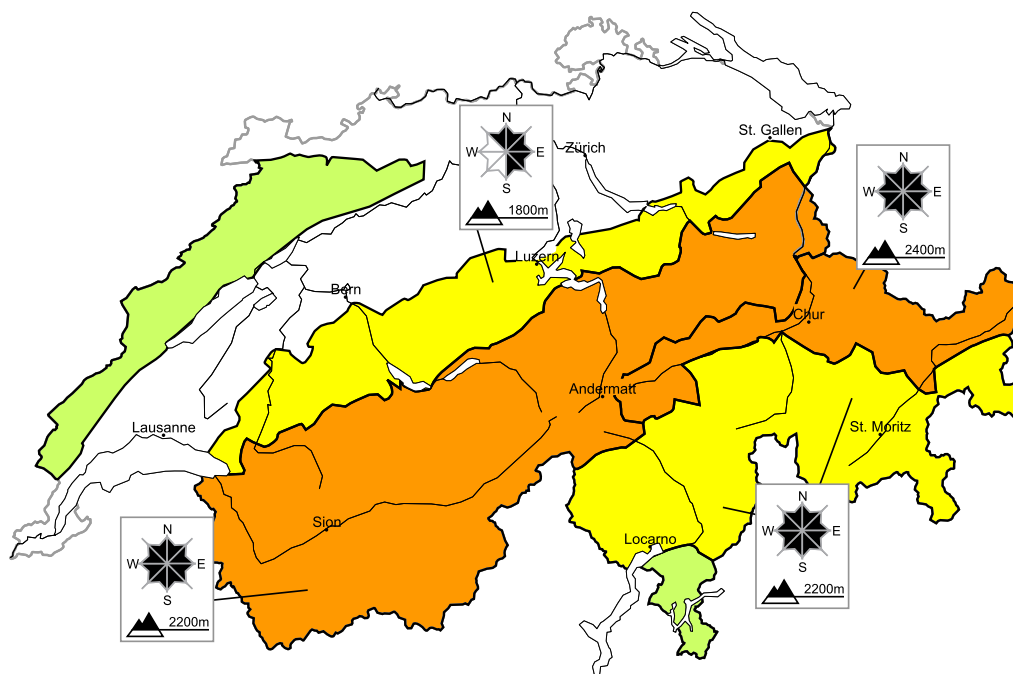 St. Gallen
N
W E
S
1800m
Zürich
N
W E
S
2400m
Luzern
Bern
Chur
Andermatt
Lausanne
St. Moritz
Sion
Locarno
N
W E
S
2200m
N
W E
S
2200m